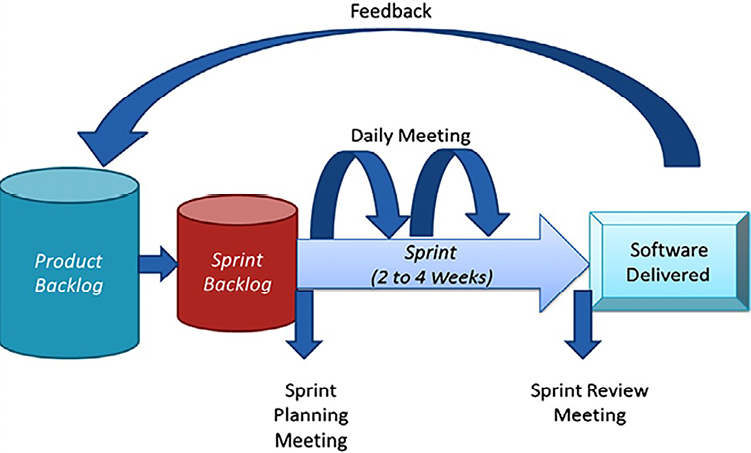 Feedback
Daily Meeting
Product
Backlog
Sprint
Backlog
Sprint
(2 to 4 Weeks)
Software
Delivered
Sprint
Planning
Meeting
Sprint Review
Meeting